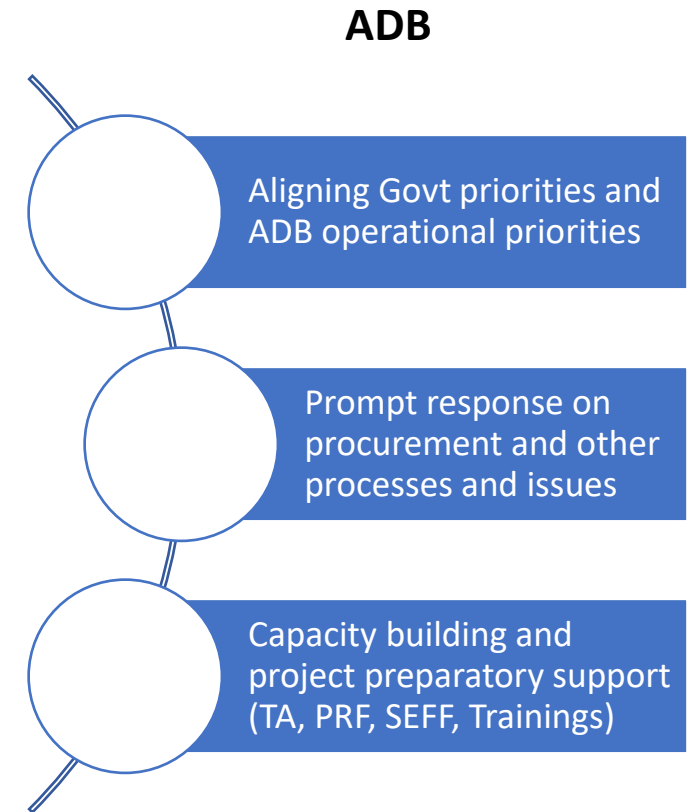 ADB
Aligning Govt priorities and
ADB operational priorities
Prompt response on
procurement and other
processes and issues
Capacity building and
project preparatory support
(TA, PRF, SEFF, Trainings)